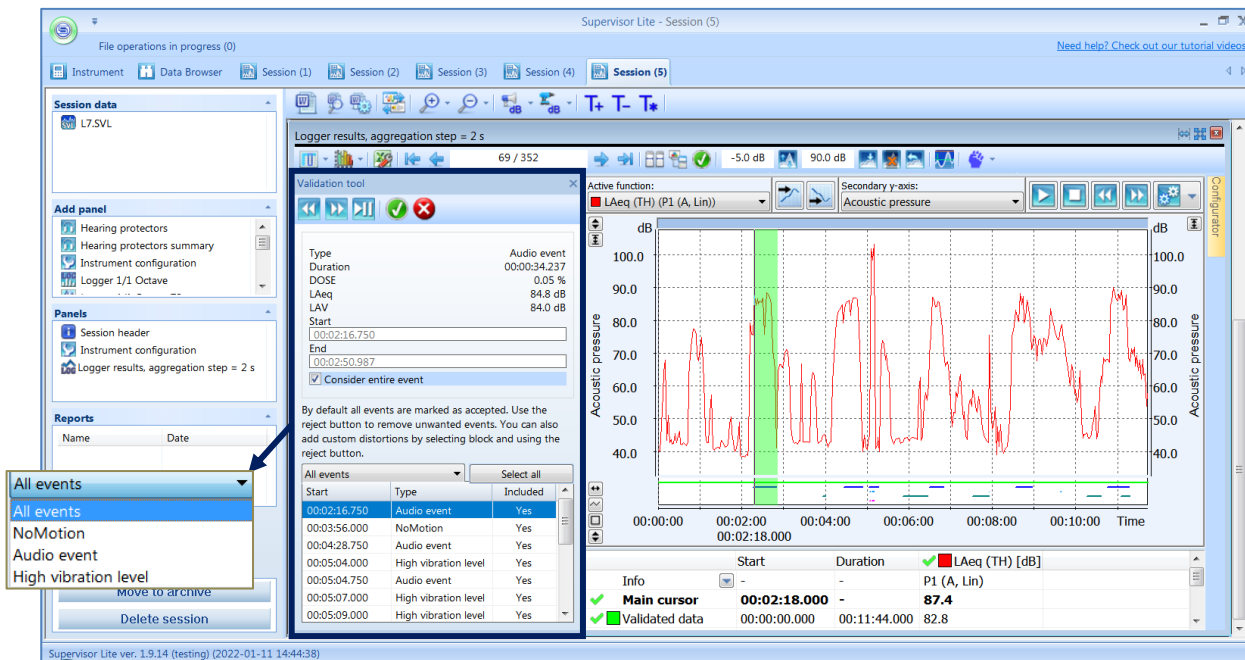 Supervisor Lite - Session (5)
File operations in progress (0)
Need help? Check out our tutorial videos
Instrument
Data Browser
Session (1)
Session (2)
Session (3)
Session (4)
Session (5)
Session data
L7.SVL
Add panel
Hearing protectors
Hearing protectors summary
Instrument configuration
Logger 1/1 Octave
Panels
Session header
Instrument configuration
Logger results, aggregation step = 2 s
Reports
Name Date
Move to archive
Delete session
All events
All events
NoMotion
Audio event
High vibration level
dB
dB
T+ T- T*
Logger results, aggregation step = 2 s
69 / 352
-5.0 dB
90.0 dB
Validation tool
Type Audio event
Duration 00:00:34.237
DOSE 0.05 %
LAeq 84.8 dB
LAV 84.0 dB
Start
00:02:16.750
End
00:02:50.987
Consider entire event
By default all events are marked as accepted. Use the
reject button to remove unwanted events. You can also
add custom distortions by selecting block and using the
reject button.
All events Select all
Start Type Included
00:02:16.750 Audio event Yes
00:03:56.000 NoMotion Yes
00:04:28.750 Audio event Yes
00:05:04.000 High vibration level Yes
00:05:04.750 Audio event Yes
00:05:07.000 High vibration level Yes
00:05:09.000 High vibration level Yes
Active function:
LAeq (TH) (P1 (A, Lin))
Secondary y-axis:
Acoustic pressure
Configurator
dB dB
100.0 100.0
90.0 90.0
80.0 80.0
70.0 70.0
60.0 60.0
50.0 50.0
40.0 40.0
Acoustic pressure
Acoustic pressure
00:00:00 00:02:00 00:04:00 00:06:00 00:08:00 00:10:00 Time
00:02:18.000
Start Duration LAeq (TH) [dB]
Info - - P1 (A, Lin)
Main cursor 00:02:18.000 - 87.4
Validated data 00:00:00.000 00:11:44.000 82.8
Supervisor Lite ver. 1.9.14 (testing) (2022-01-11 14:44:38)